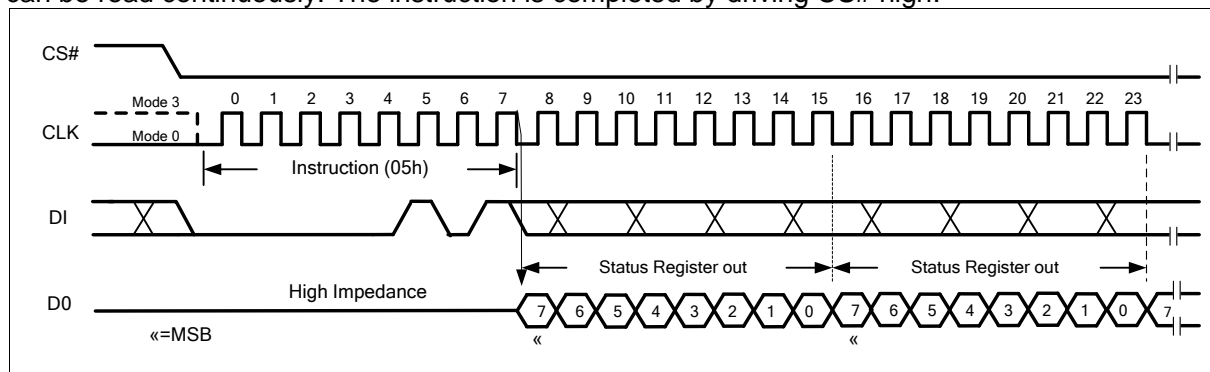 can be read continuously. The instruction is completed by driving CS# high.
CS#
Mode 3 0 1 2 3 4 5 6 7 8 9 10 11 12 13 14 15 16 17 18 19 20 21 22 23
CLK Mode 0
Instruction (05h)
DI
Status Register out Status Register out
High Impedance
D0 7 6 5 4 3 2 1 0 7 6 5 4 3 2 1 0 7
«=MSB « «